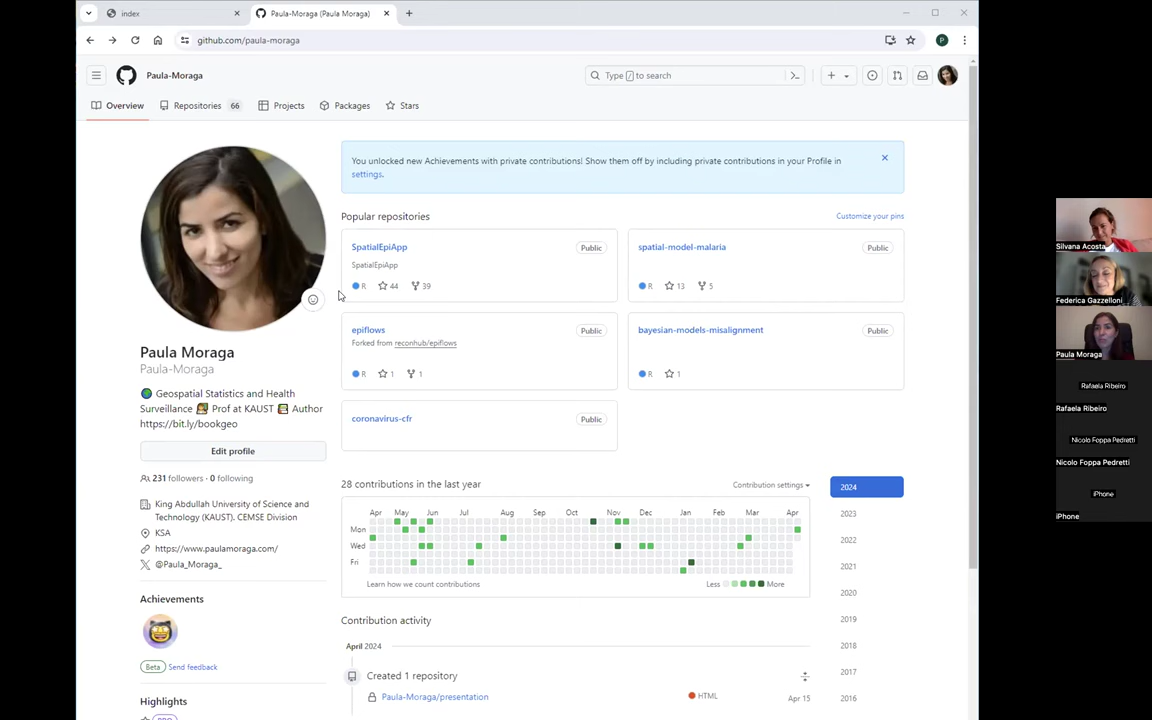 index
Paula-Moraga (Paula Moraga)
github.com/paula-moraga
P
Paula-Moraga
Type / to search
Overview
Repositories 66
Projects
Packages
Stars
You unlocked new Achievements with private contributions! Show them off by including private contributions in your Profile in
settings.
Popular repositories
Customize your pins
SpatialEpiApp
Public
SpatialEpiApp
R 44 39
spatial-model-malaria
Public
R 13 5
epiflows
Public
Forked from reconhub/epiflows
R 1 1
bayesian-models-misalignment
Public
R 1
coronavirus-cfr
Public
Paula Moraga
Paula-Moraga
Geospatial Statistics and Health
Surveillance Prof at KAUST Author
https://bit.ly/bookgeo
Edit profile
231 followers · 0 following
King Abdullah University of Science and
Technology (KAUST). CEMSE Division
KSA
https://www.paulamoraga.com/
@Paula_Moraga_
Achievements
Beta Send feedback
Highlights
PRO
28 contributions in the last year
Contribution settings
Apr May Jun Jul Aug Sep Oct Nov Dec Jan Feb Mar Apr
Mon
Wed
Fri
Learn how we count contributions
Less More
2024
2023
2022
2021
2020
2019
2018
2017
2016
Contribution activity
April 2024
Created 1 repository
Paula-Moraga/presentation
HTML
Apr 15
Silvana Acosta
Federica Gazzelloni
Paula Moraga
Rafaela Ribeiro
Rafaela Ribeiro
Nicolo Foppa Pedretti
Nicolo Foppa Pedretti
iPhone
iPhone